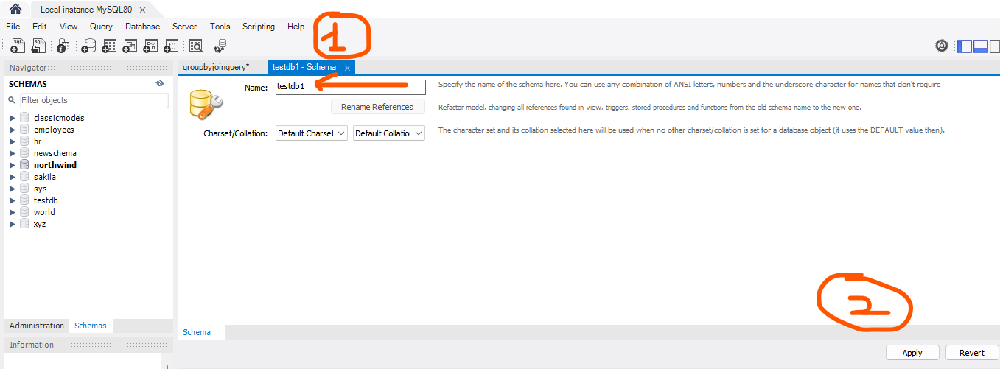 Local instance MySQL80
File Edit View Query Database Server Tools Scripting Help
1
SQL SQL
Navigator
SCHEMAS
Filter objects
classicmodels
employees
hr
newschema
northwind
sakila
sys
testdb
world
xyz
Administration Schemas
Information
groupbyjoinquery* testdb1 - Schema
Name: testdb1 Specify the name of the schema here. You can use any combination of ANSI letters, numbers and the underscore character for names that don't require
Rename References Refactor model, changing all references found in view, triggers, stored procedures and functions from the old schema name to the new one.
Charset/Collation: Default Charset Default Collation The character set and its collation selected here will be used when no other charset/collation is set for a database object (it uses the DEFAULT value then).
2
Schema
Apply Revert